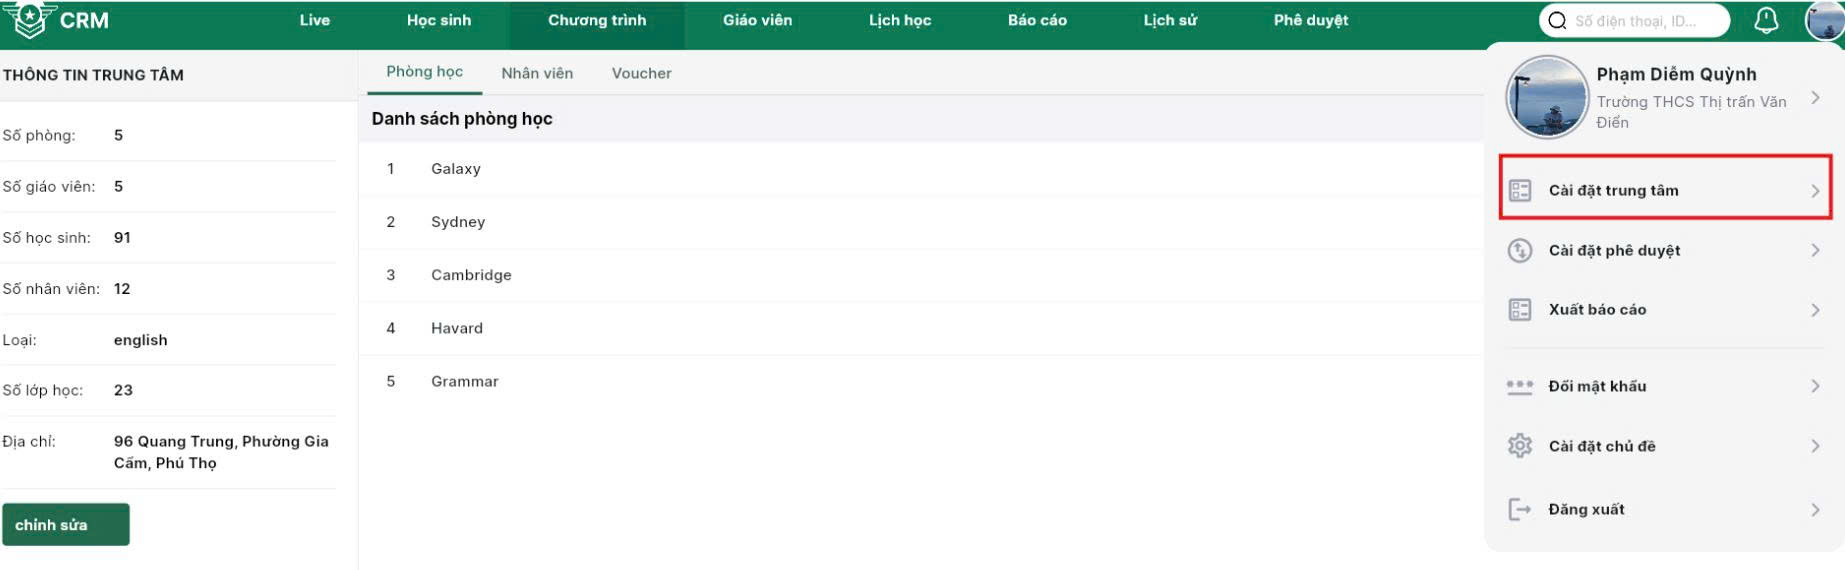 CRM
Live
Học sinh
Chương trình
Giáo viên
Lịch học
Báo cáo
Lịch sử
Phê duyệt
Số điện thoại, ID...
THÔNG TIN TRUNG TÂM
Số phòng: 5
Số giáo viên: 5
Số học sinh: 91
Số nhân viên: 12
Loại: english
Số lớp học: 23
Địa chỉ: 96 Quang Trung, Phường Gia
Cẩm, Phú Thọ
chỉnh sửa
Phòng học
Nhân viên
Voucher
Danh sách phòng học
1 Galaxy
2 Sydney
3 Cambridge
4 Havard
5 Grammar
Phạm Diễm Quỳnh
Trường THCS Thị trấn Văn
Điển
Cài đặt trung tâm
Cài đặt phê duyệt
Xuất báo cáo
Đổi mật khẩu
Cài đặt chủ đề
Đăng xuất